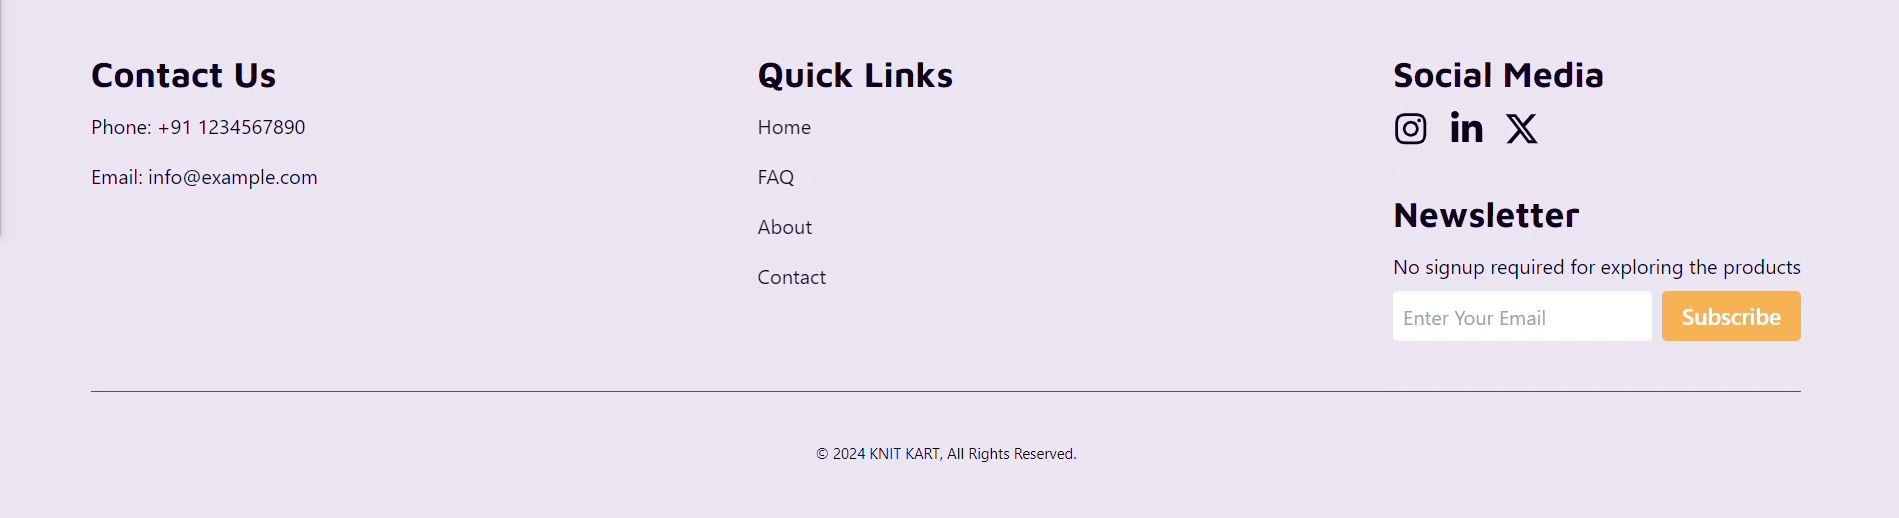 Contact Us
Phone: +91 1234567890
Email: info@example.com
Quick Links
Home
FAQ
About
Contact
Social Media
Newsletter
No signup required for exploring the products
Enter Your Email
Subscribe
© 2024 KNIT KART, All Rights Reserved.